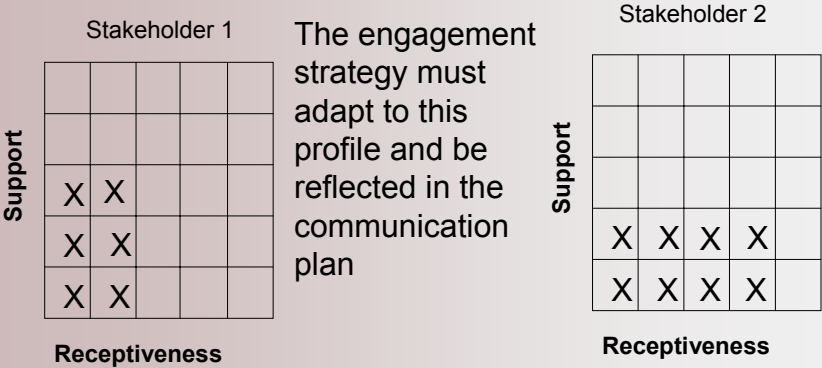 Stakeholder 1
Support
X X
X X
X X
Receptiveness
The engagement
strategy must
adapt to this
profile and be
reflected in the
communication
plan
Stakeholder 2
Support
X X X X
X X X X
Receptiveness